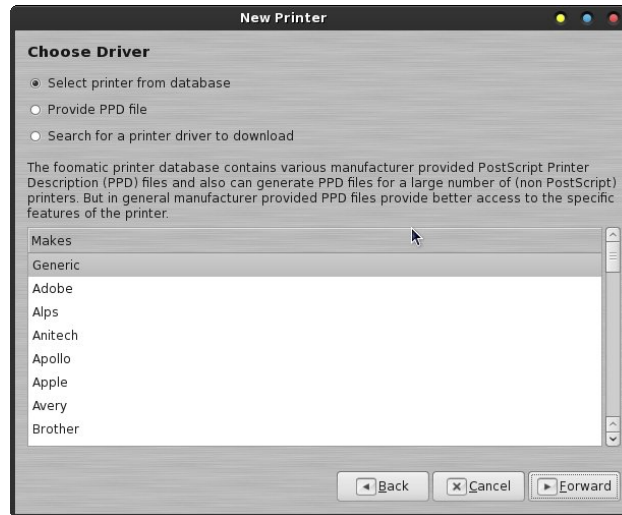 New Printer
Choose Driver
Select printer from database
Provide PPD file
Search for a printer driver to download
The foomatic printer database contains various manufacturer provided PostScript Printer
Description (PPD) files and also can generate PPD files for a large number of (non PostScript)
printers. But in general manufacturer provided PPD files provide better access to the specific
features of the printer.
Makes
Generic
Adobe
Alps
Anitech
Apollo
Apple
Avery
Brother
Back
Cancel
Forward